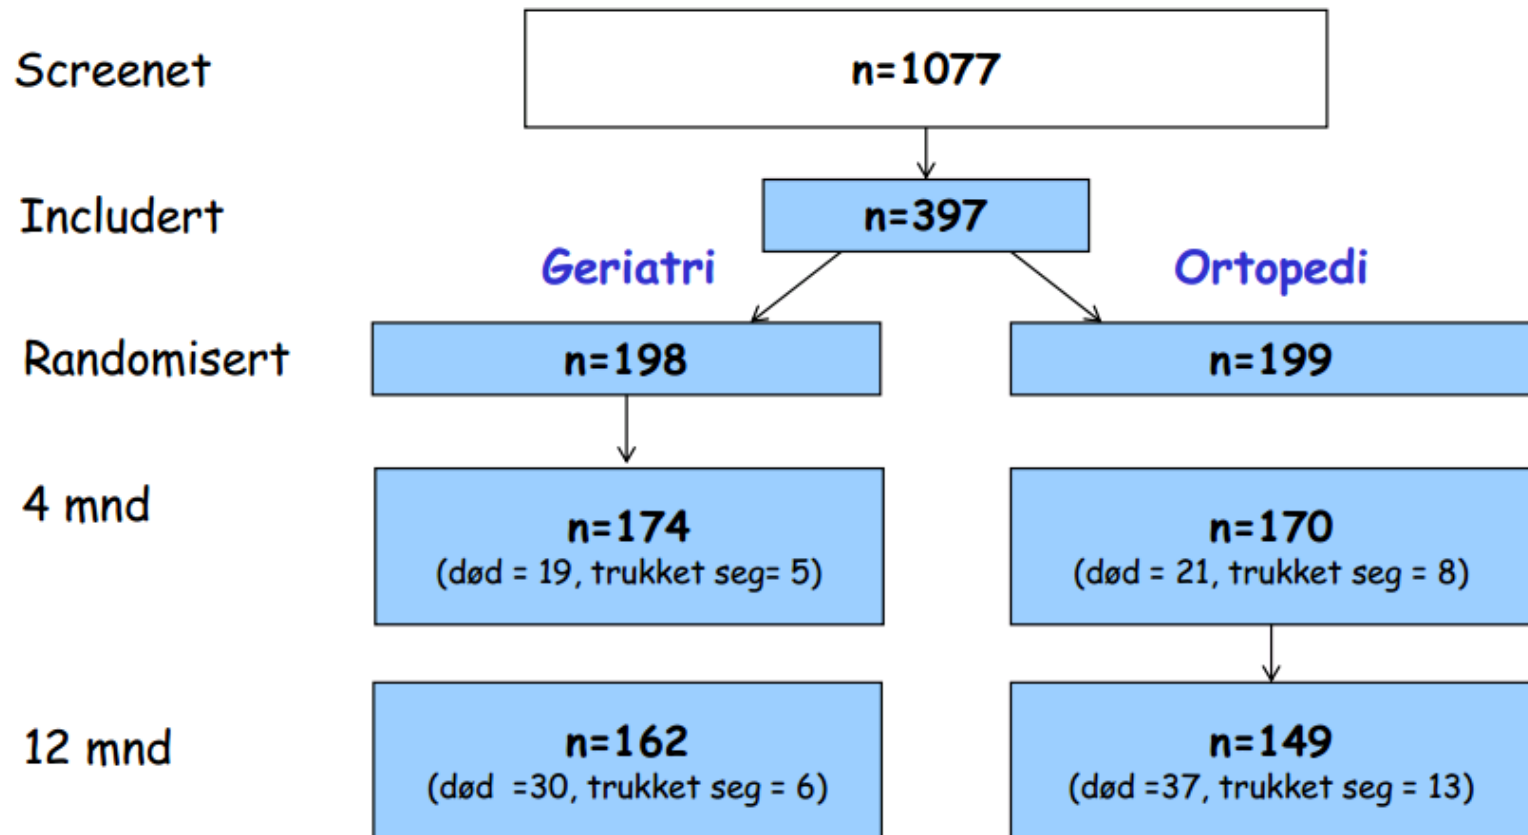 Screenet
n=1077
Includert
n=397
Geriatri
Ortopedi
Randomisert
n=198
n=199
4 mnd
n=174
(død = 19, trukket seg= 5)
n=170
(død = 21, trukket seg = 8)
12 mnd
n=162
(død =30, trukket seg = 6)
n=149
(død =37, trukket seg = 13)